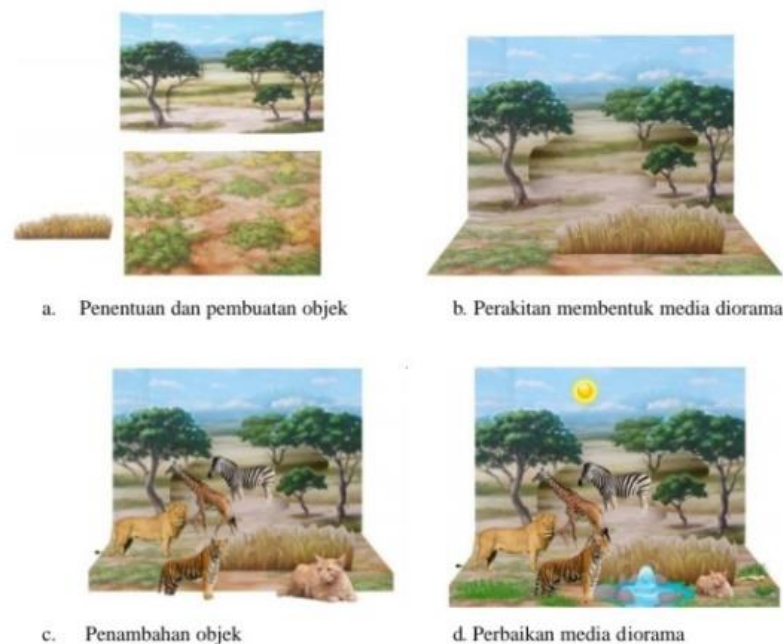 a. Penentuan dan pembuatan objek
b. Perakitan membentuk media diorama
c. Penambahan objek
d. Perbaikan media diorama